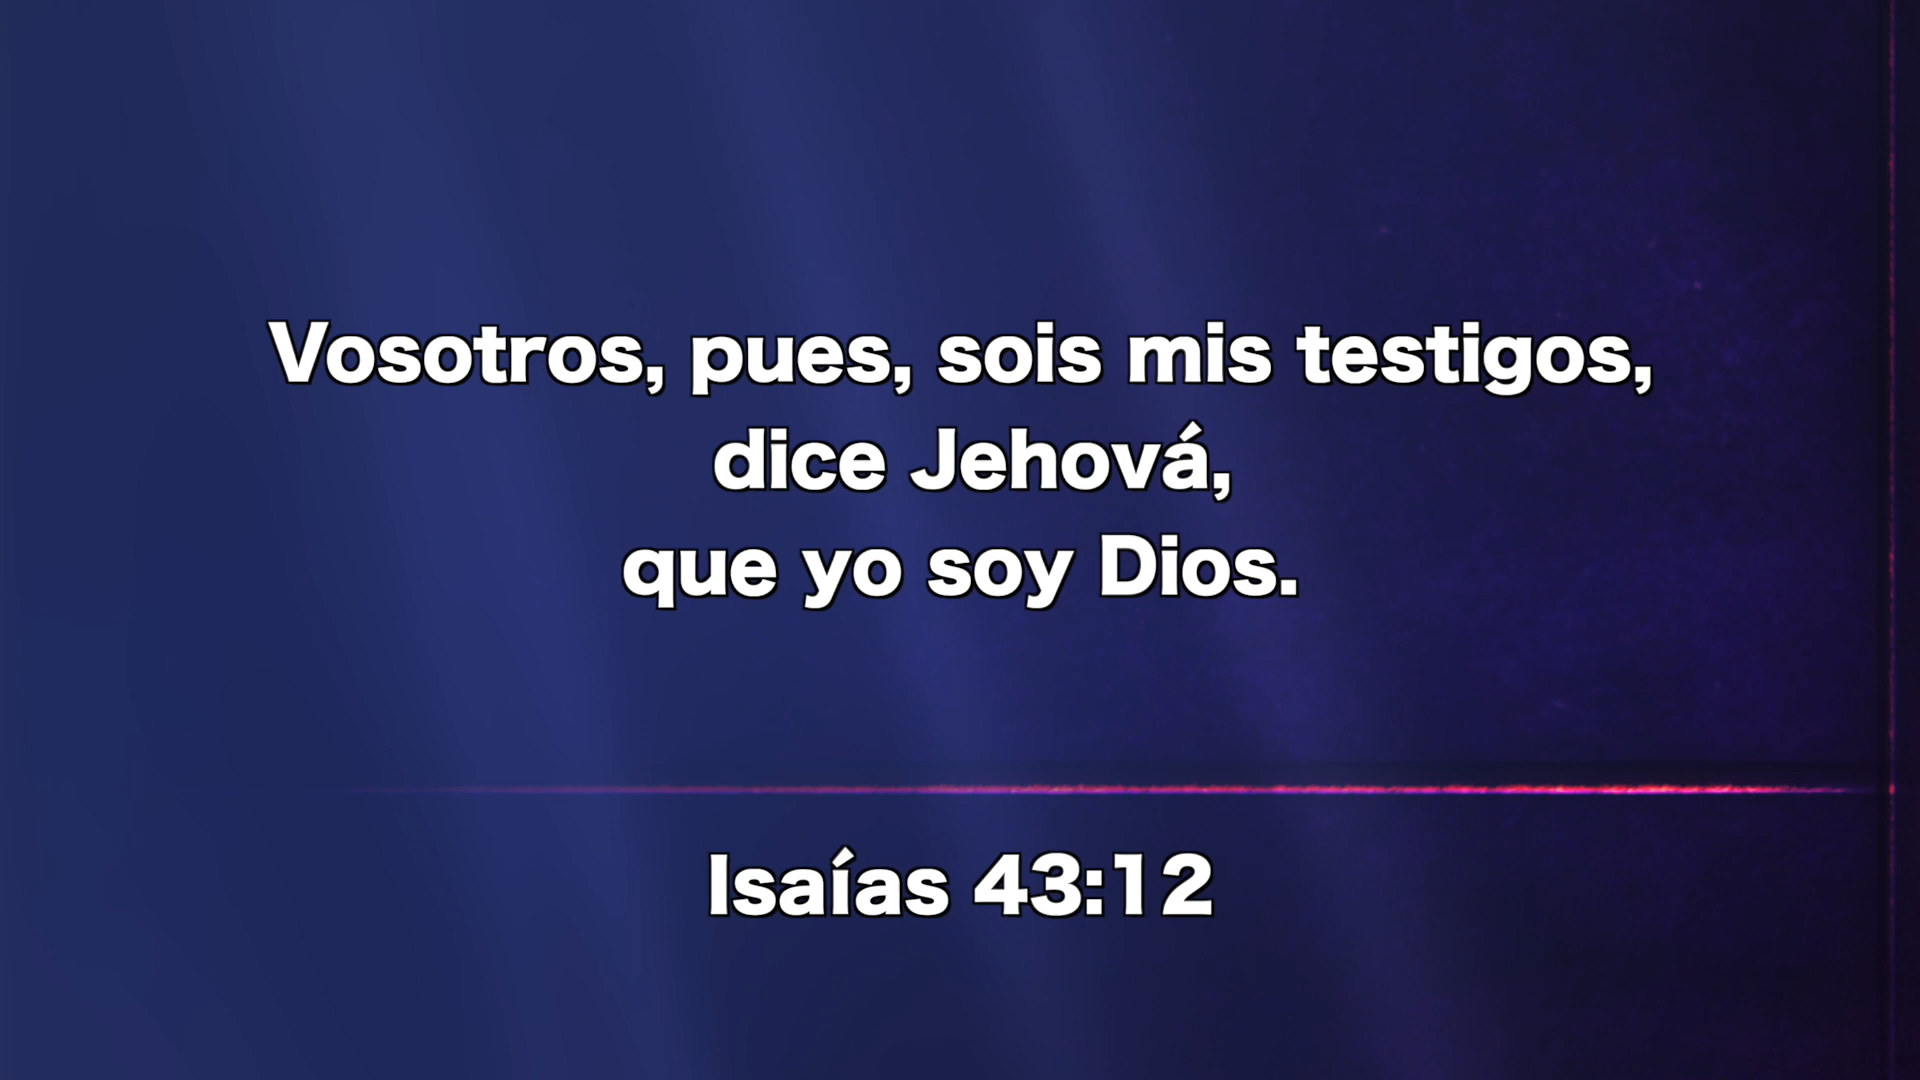 Vosotros, pues, sois mis testigos,
dice Jehová,
que yo soy Dios.
Isaías 43:12